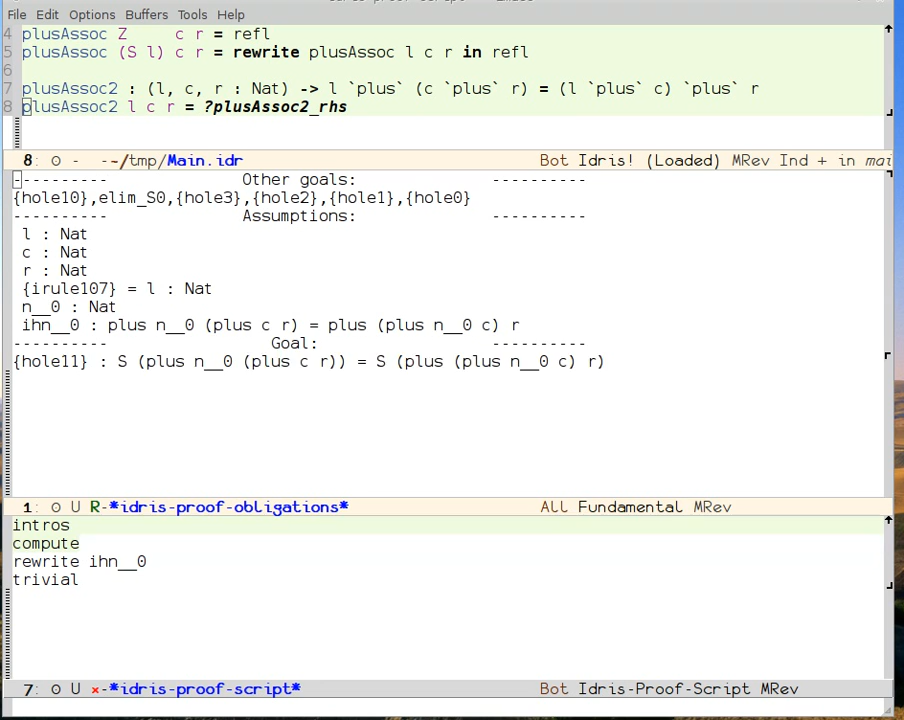 File Edit Options Buffers Tools Help
4 plusAssoc Z     c r = refl
5 plusAssoc (S l) c r = rewrite plusAssoc l c r in refl
6
7 plusAssoc2 : (l, c, r : Nat) -> l `plus` (c `plus` r) = (l `plus` c) `plus` r
8 plusAssoc2 l c r = ?plusAssoc2_rhs
8: O -  --~/tmp/Main.idr Bot Idris! (Loaded) MRev Ind + in mai
---------- Other goals: ----------
{hole10},elim_S0,{hole3},{hole2},{hole1},{hole0}
---------- Assumptions: ----------
l : Nat
c : Nat
r : Nat
{irule107} = l : Nat
n__0 : Nat
ihn__0 : plus n__0 (plus c r) = plus (plus n__0 c) r
---------- Goal: ----------
{hole11} : S (plus n__0 (plus c r)) = S (plus (plus n__0 c) r)
1: O U R-*idris-proof-obligations* All Fundamental MRev
intros
compute
rewrite ihn__0
trivial
7: O U x-*idris-proof-script* Bot Idris-Proof-Script MRev